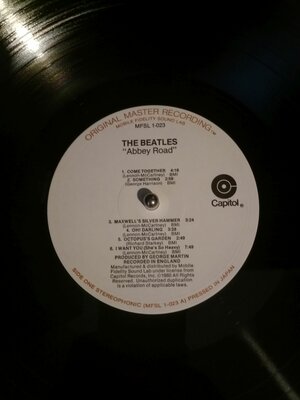 ORIGINAL MASTER RECORDING™
MOBILE FIDELITY SOUND LAB
MFSL 1-023
THE BEATLES
"Abbey Road"
1. COME TOGETHER 4:16
(Lennon-McCartney) BMI
2. SOMETHING 2:59
(George Harrison) BMI
Capitol®
3. MAXWELL'S SILVER HAMMER 3:24
(Lennon-McCartney) BMI
4. OH! DARLING 3:28
(Lennon-McCartney) BMI
5. OCTOPUS'S GARDEN 2:49
(Richard Starkey) BMI
6. I WANT YOU (She's So Heavy) 7:49
(Lennon-McCartney) BMI
PRODUCED BY GEORGE MARTIN
RECORDED IN ENGLAND
Manufactured & distributed by Mobile
Fidelity Sound Lab under license from
Capitol Records, Inc. ©1980 All Rights
Reserved. Unauthorized duplication
is a violation of applicable laws.
SIDE ONE STEREOPHONIC (MFSL 1-023 A) PRESSED IN JAPAN